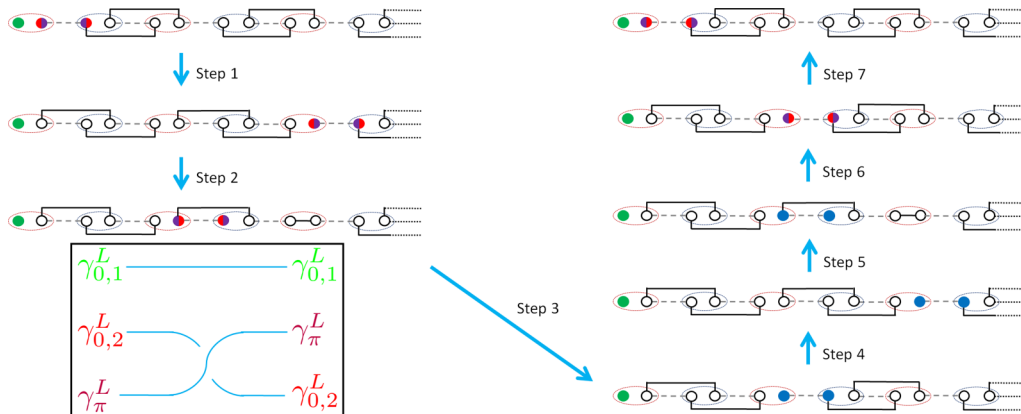 Step 1
Step 2
γ^L_{0,1} γ^L_{0,1}
γ^L_{0,2} γ^L_π
γ^L_π γ^L_{0,2}
Step 3
Step 7
Step 6
Step 5
Step 4